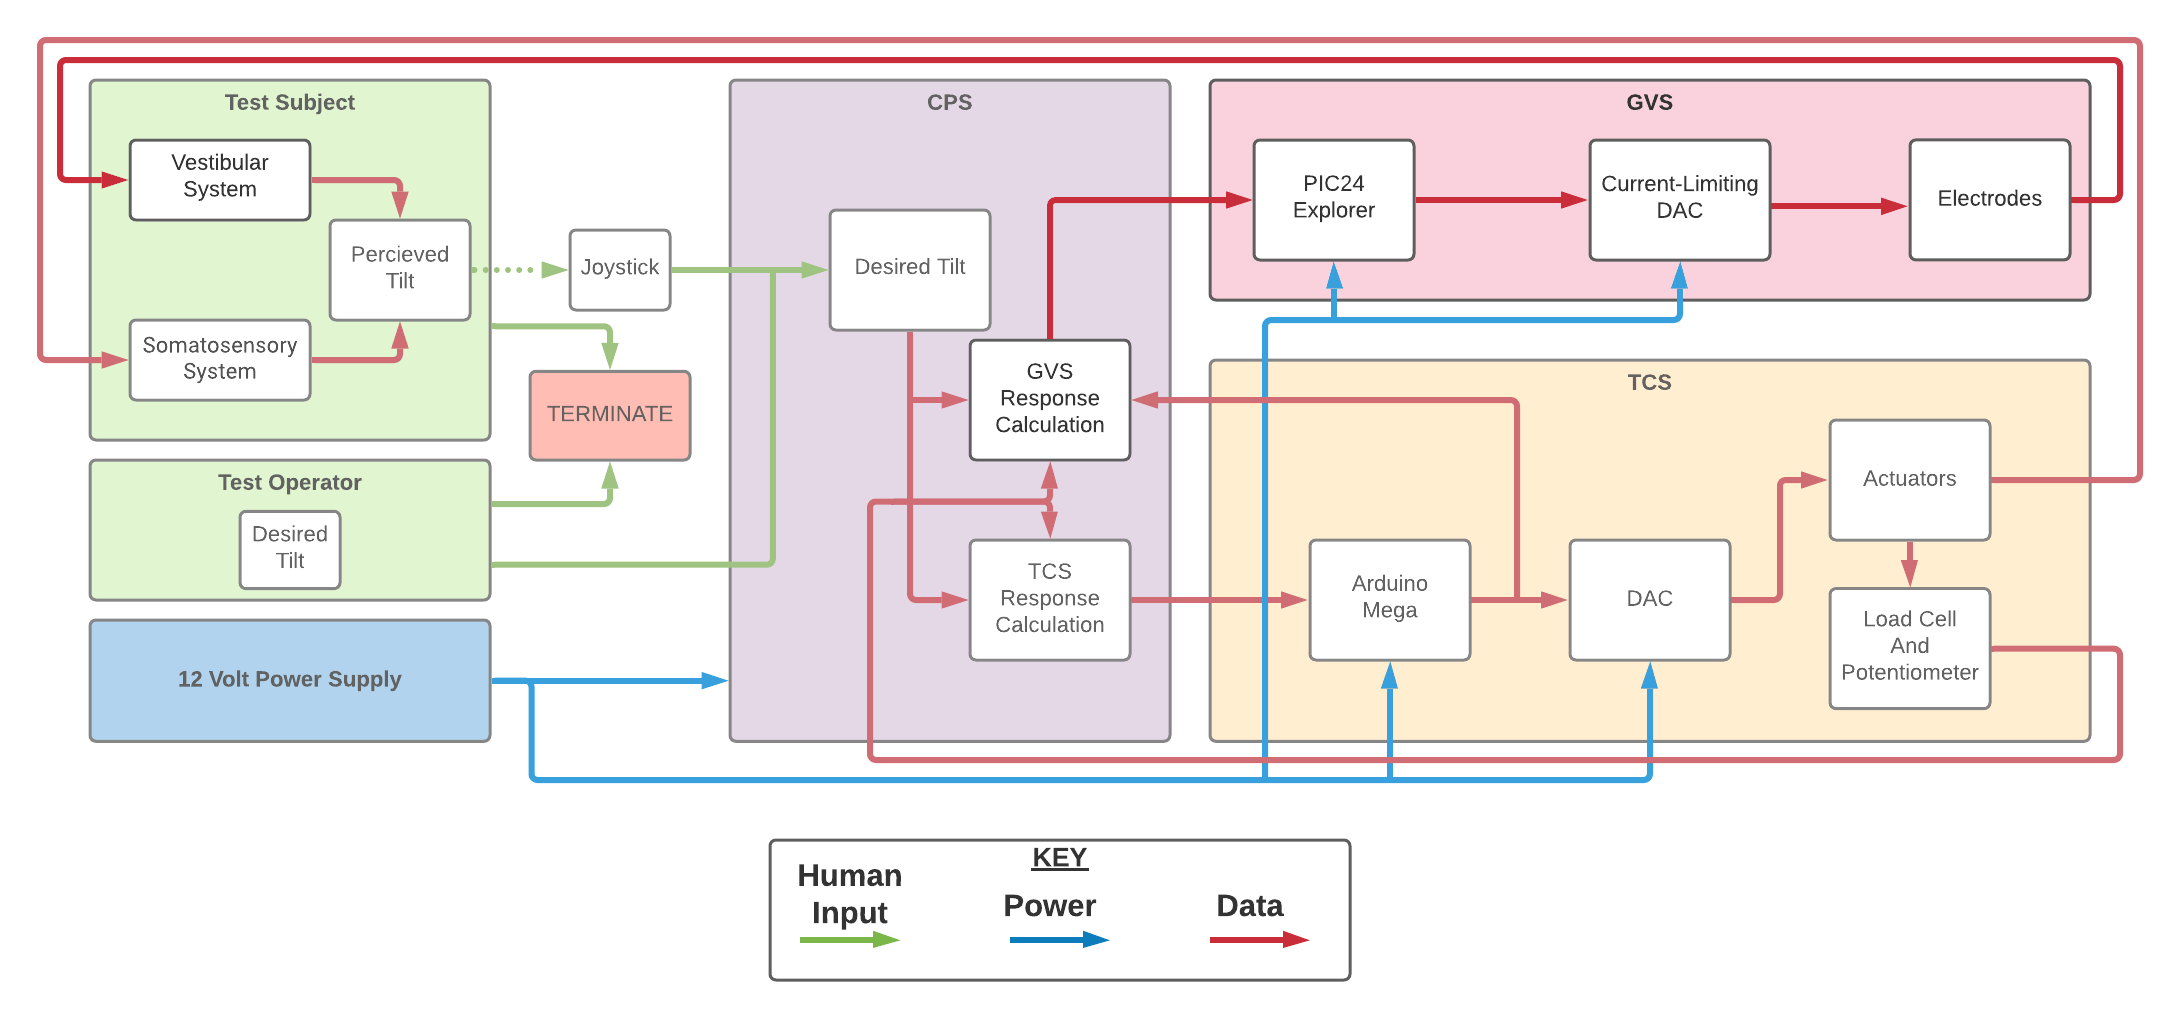 Test Subject
Vestibular
System
Percieved
Tilt
Somatosensory
System
Joystick
TERMINATE
Test Operator
Desired
Tilt
12 Volt Power Supply
CPS
Desired Tilt
GVS
Response
Calculation
TCS
Response
Calculation
GVS
PIC24
Explorer
Current-Limiting
DAC
Electrodes
TCS
Arduino
Mega
DAC
Actuators
Load Cell
And
Potentiometer
KEY
Human
Input
Power
Data